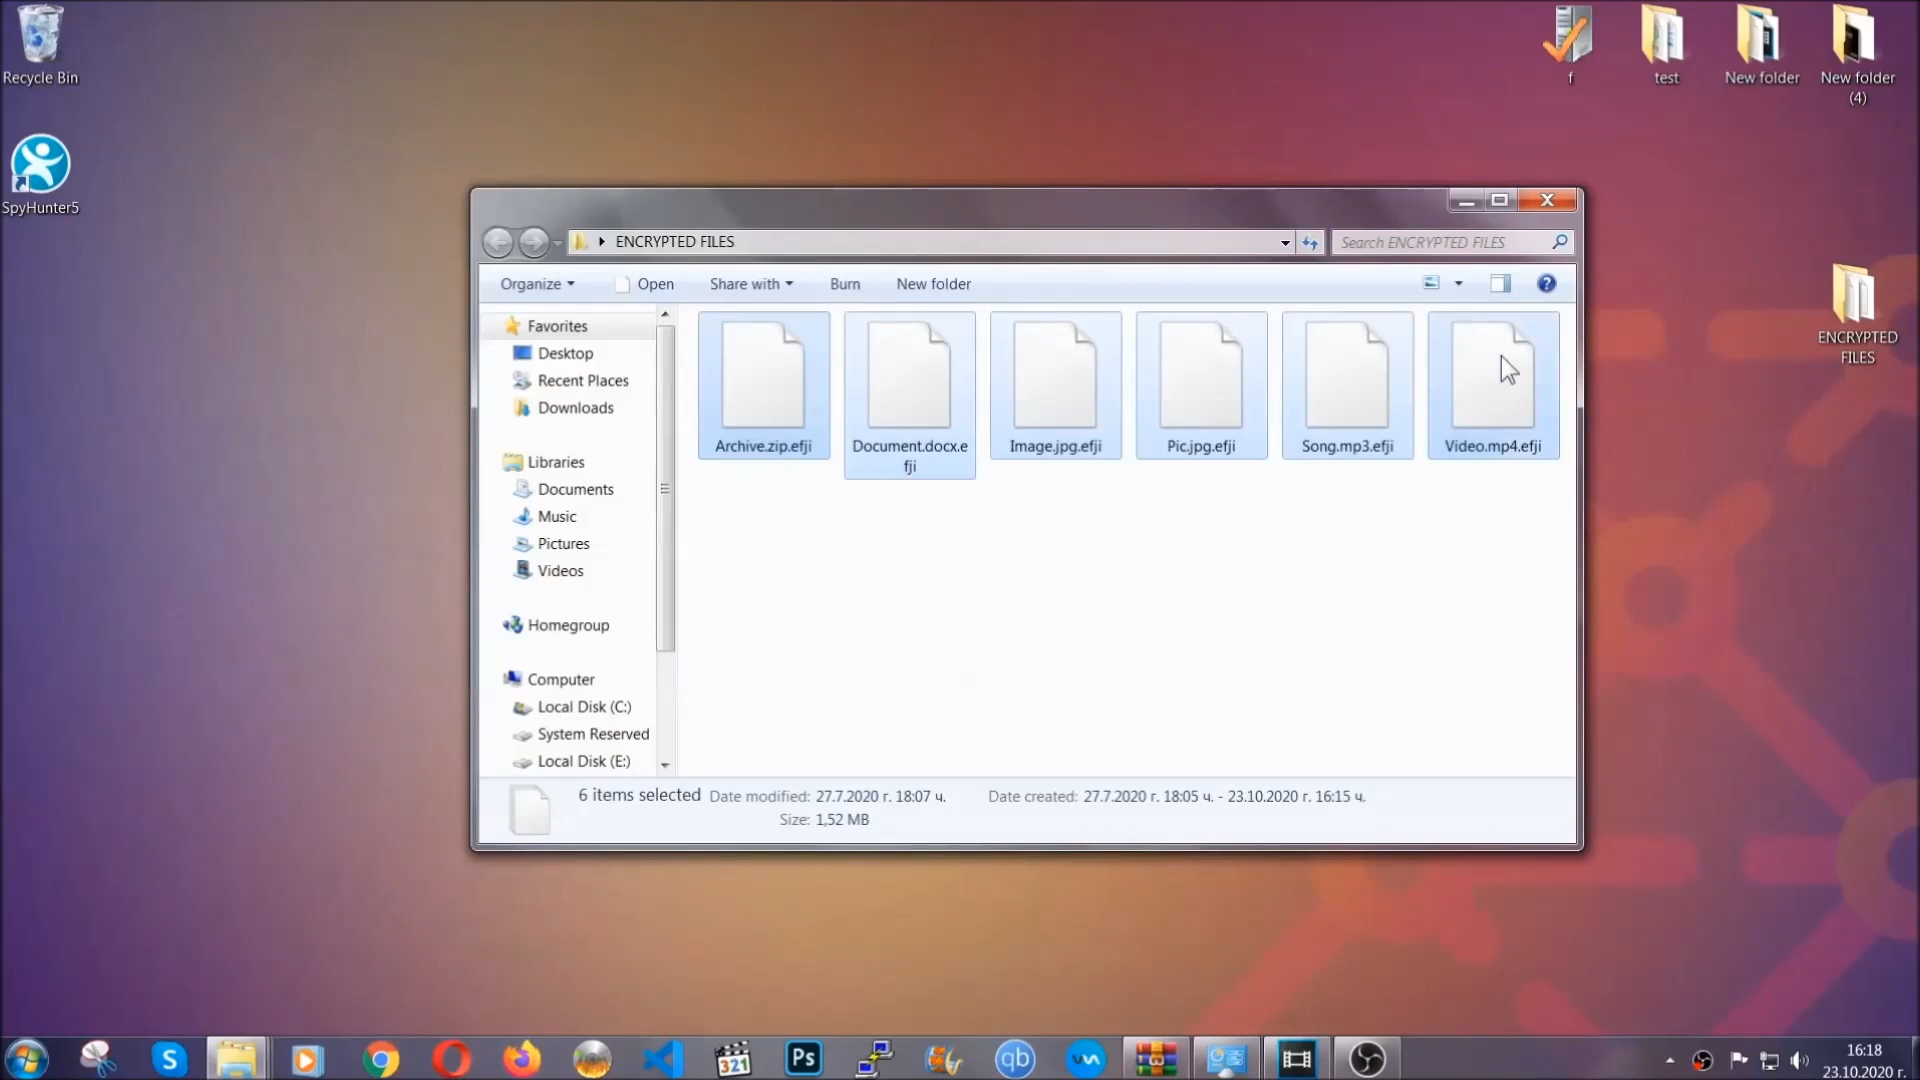 Recycle Bin
SpyHunter5
f
test
New folder
New folder
(4)
ENCRYPTED
FILES
ENCRYPTED FILES
Search ENCRYPTED FILES
Organize
Open
Share with
Burn
New folder
Favorites
Desktop
Recent Places
Downloads
Libraries
Documents
Music
Pictures
Videos
Homegroup
Computer
Local Disk (C:)
System Reserved
Local Disk (E:)
Archive.zip.efji
Document.docx.e
fji
Image.jpg.efji
Pic.jpg.efji
Song.mp3.efji
Video.mp4.efji
6 items selected Date modified: 27.7.2020 г. 18:07 ч. Date created: 27.7.2020 г. 18:05 ч. - 23.10.2020 г. 16:15 ч.
Size: 1,52 MB
S
321
Ps
qb
16:18
23.10.2020 г.